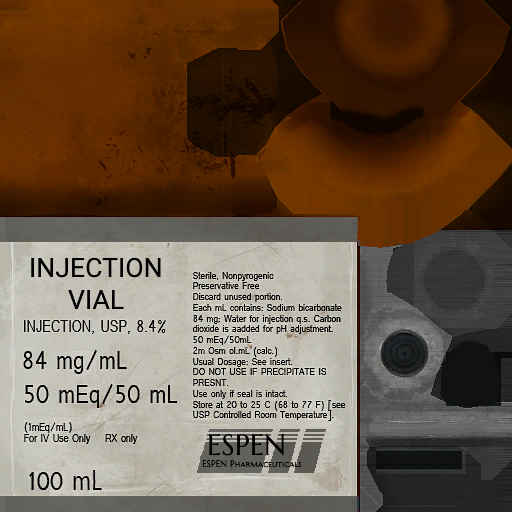 INJECTION
VIAL
INJECTION, USP, 8.4%
84 mg/mL
50 mEq/50 mL
(1mEq/mL)
For IV Use Only RX only
100 mL
Sterile, Nonpyrogenic
Preservative Free
Discard unused portion.
Each mL contains: Sodium bicarbonate
84 mg; Water for injection q.s. Carbon
dioxide is aadded for pH adjustment.
50 mEq/50mL
2m Osm ol.mL (calc.)
Usual Dosage: See insert.
DO NOT USE IF PRECIPITATE IS
PRESNT.
Use only if seal is intact.
Store at 20 to 25 C (68 to 77 F) [see
USP Controlled Room Temperature].
ESPEN
ESPEN PHARMACEUTICALS